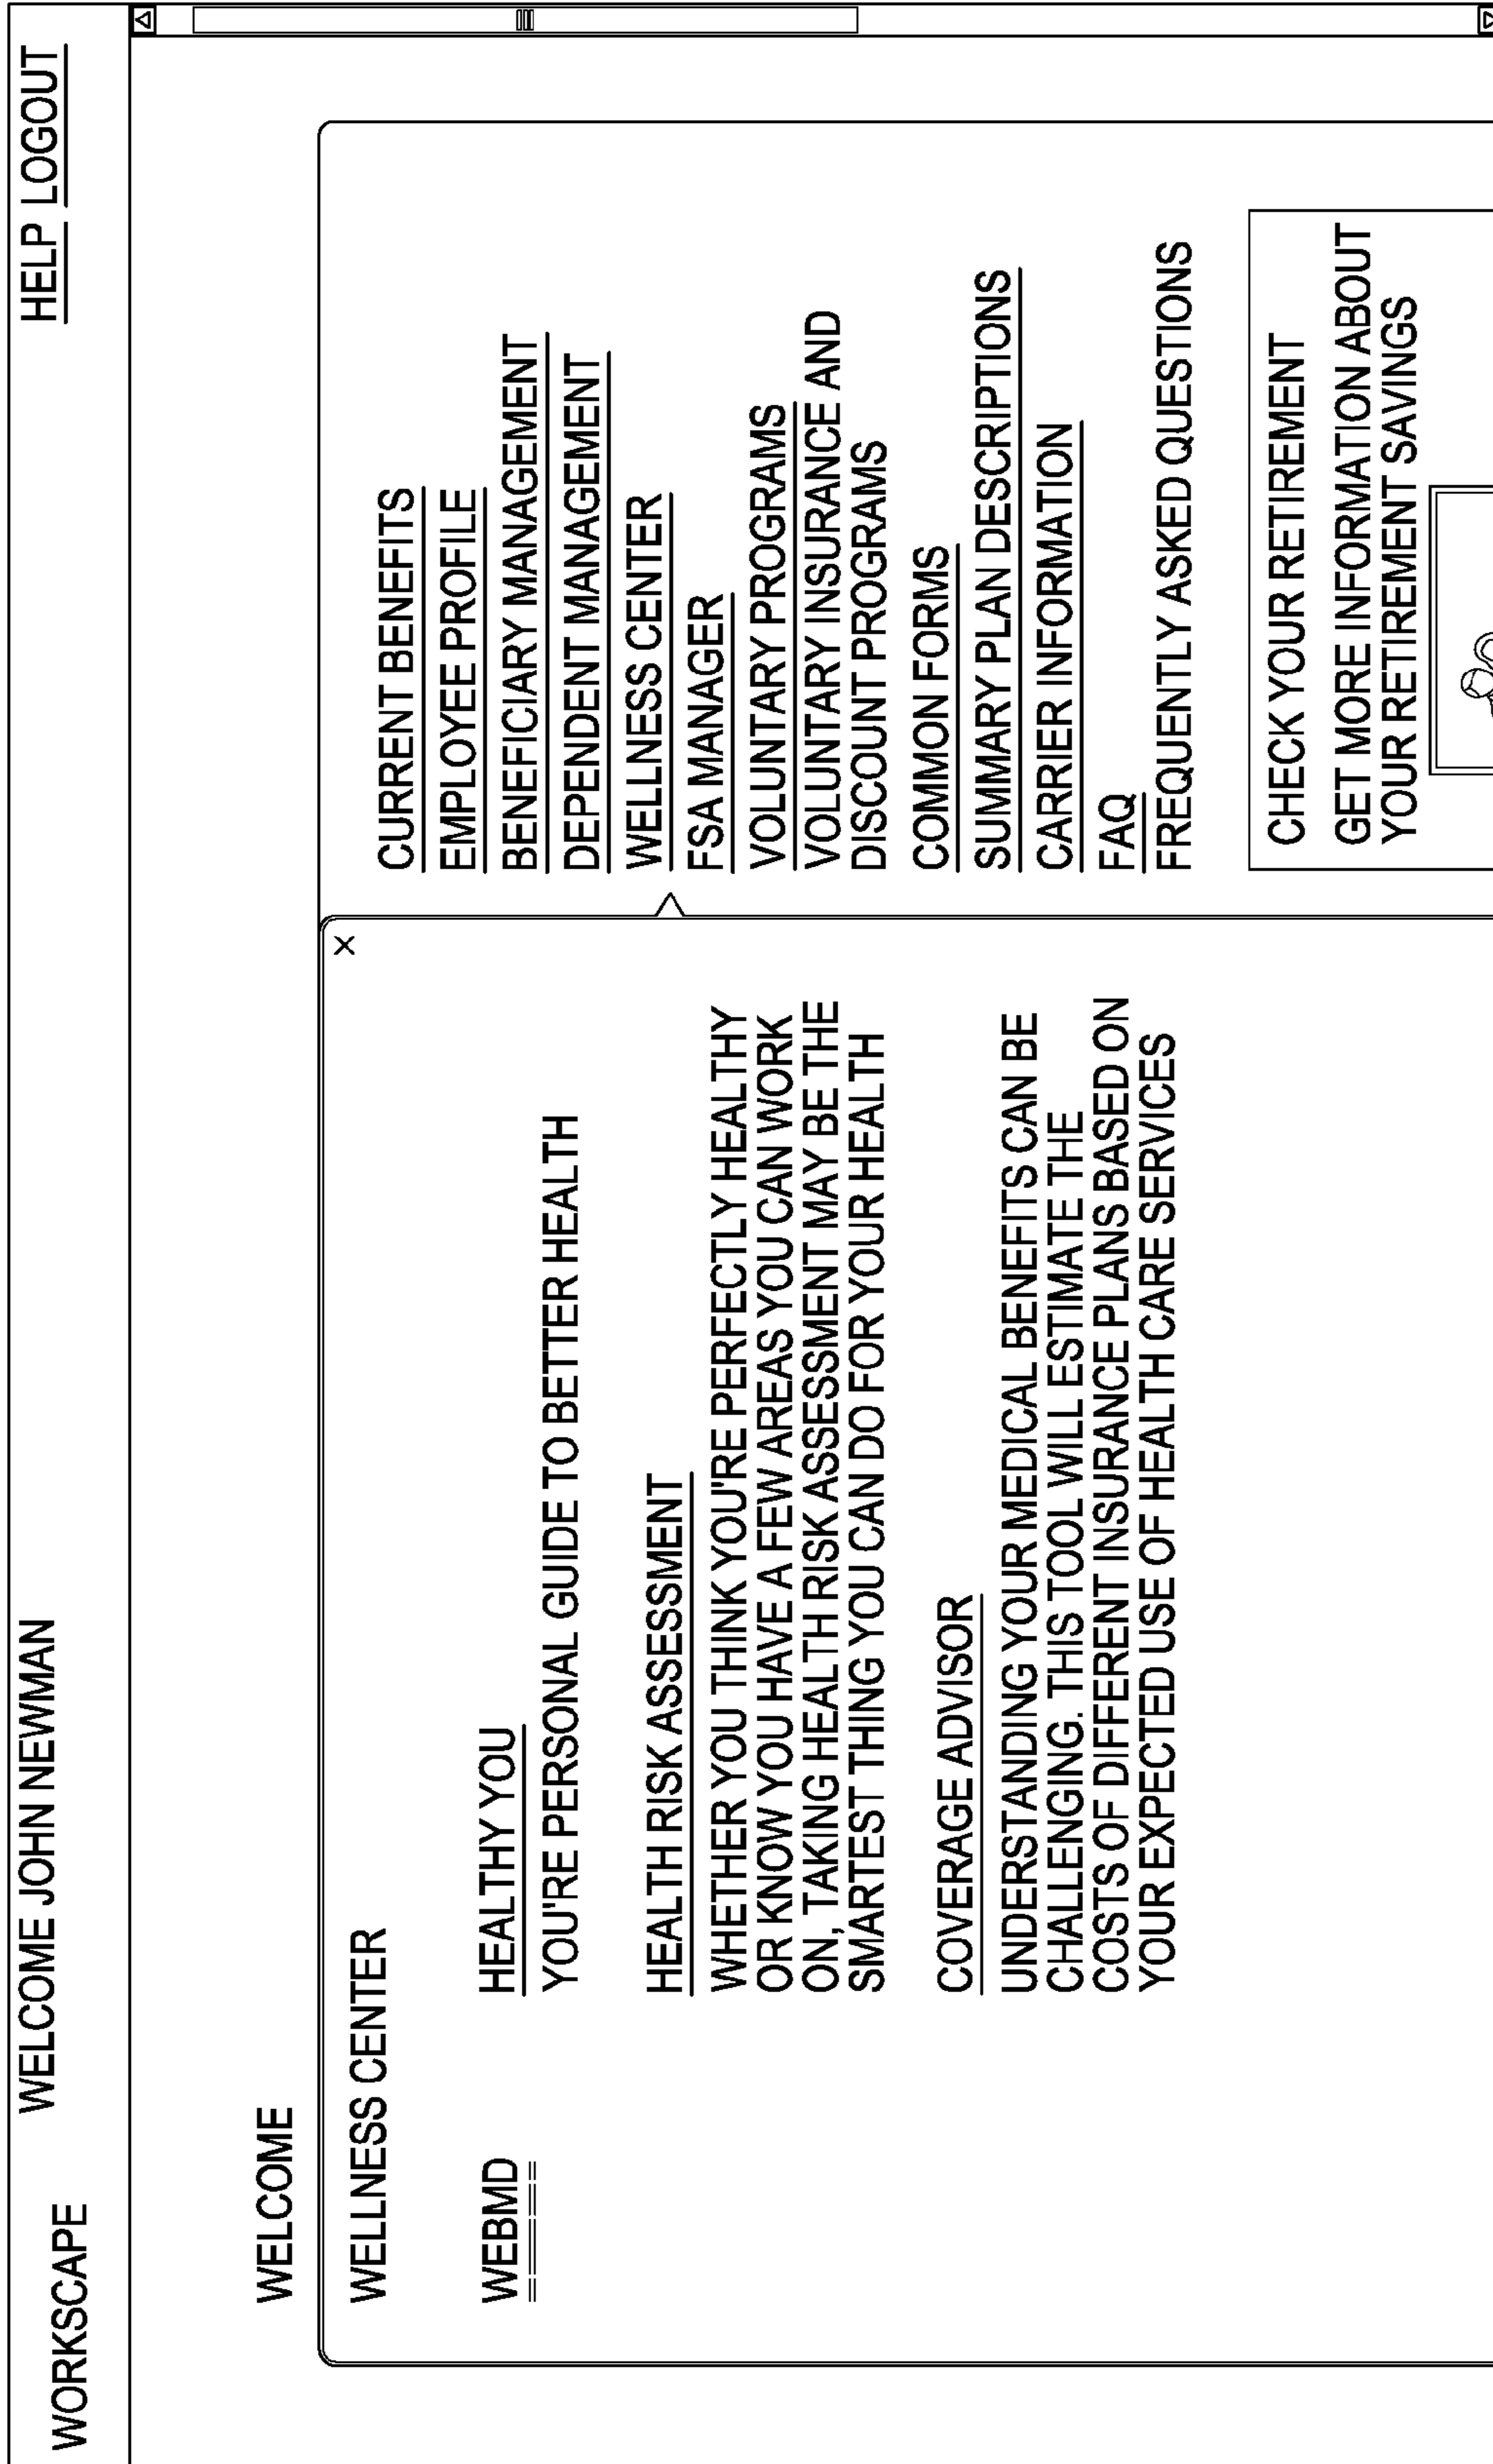 WORKSCAPE
WELCOME JOHN NEWMAN
HELP LOGOUT
WELCOME
WELLNESS CENTER
X
WEBMD
HEALTHY YOU
YOU'RE PERSONAL GUIDE TO BETTER HEALTH
HEALTH RISK ASSESSMENT
WHETHER YOU THINK YOU'RE PERFECTLY HEALTHY
OR KNOW YOU HAVE A FEW AREAS YOU CAN WORK
ON, TAKING HEALTH RISK ASSESSMENT MAY BE THE
SMARTEST THING YOU CAN DO FOR YOUR HEALTH
COVERAGE ADVISOR
UNDERSTANDING YOUR MEDICAL BENEFITS CAN BE
CHALLENGING. THIS TOOL WILL ESTIMATE THE
COSTS OF DIFFERENT INSURANCE PLANS BASED ON
YOUR EXPECTED USE OF HEALTH CARE SERVICES
CURRENT BENEFITS
EMPLOYEE PROFILE
BENEFICIARY MANAGEMENT
DEPENDENT MANAGEMENT
WELLNESS CENTER
FSA MANAGER
VOLUNTARY PROGRAMS
VOLUNTARY INSURANCE AND
DISCOUNT PROGRAMS
COMMON FORMS
SUMMARY PLAN DESCRIPTIONS
CARRIER INFORMATION
FAQ
FREQUENTLY ASKED QUESTIONS
CHECK YOUR RETIREMENT
GET MORE INFORMATION ABOUT
YOUR RETIREMENT SAVINGS